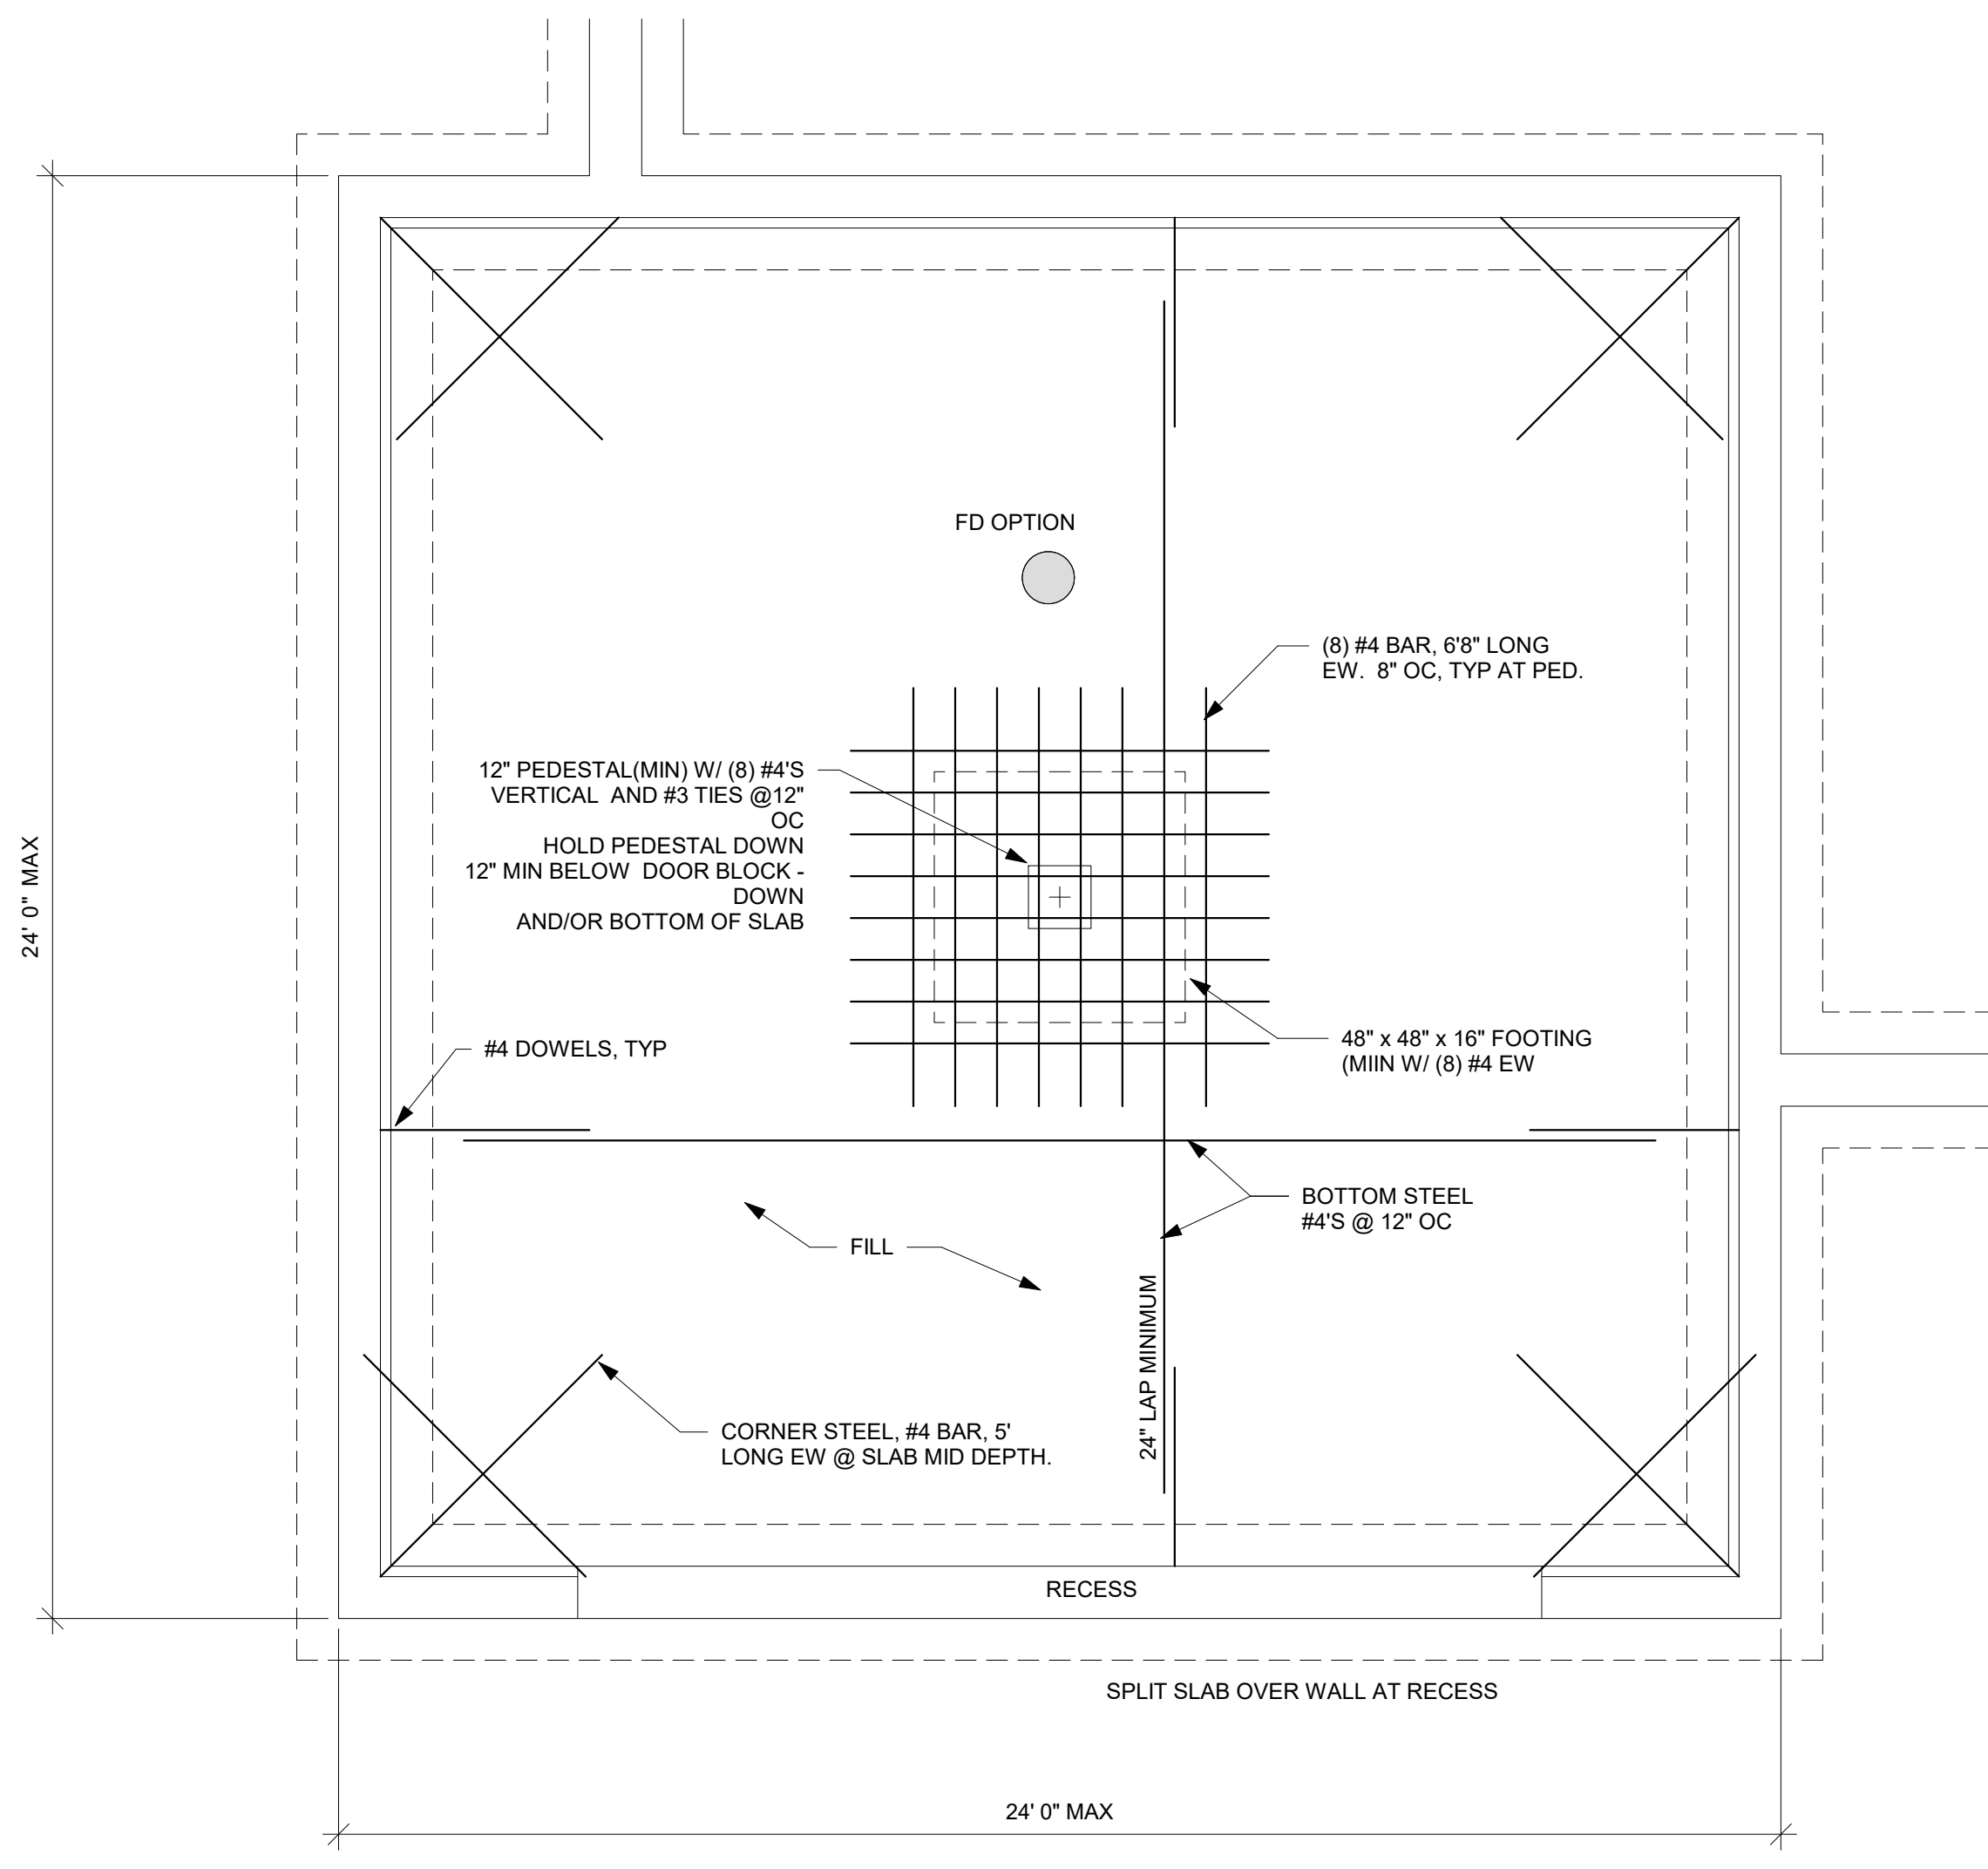 FD OPTION
(8) #4 BAR, 6'8" LONG
EW.  8" OC, TYP AT PED.
12" PEDESTAL(MIN) W/ (8) #4'S
VERTICAL  AND #3 TIES @12"
OC
HOLD PEDESTAL DOWN
12" MIN BELOW  DOOR BLOCK -
DOWN
AND/OR BOTTOM OF SLAB
24' 0" MAX
#4 DOWELS, TYP
48" x 48" x 16" FOOTING
(MIIN W/ (8) #4 EW
BOTTOM STEEL
#4'S @ 12" OC
FILL
24" LAP MINIMUM
CORNER STEEL, #4 BAR, 5'
LONG EW @ SLAB MID DEPTH.
RECESS
SPLIT SLAB OVER WALL AT RECESS
24' 0" MAX